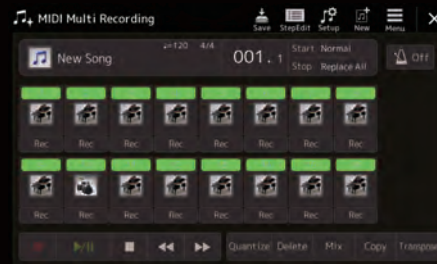 MIDI Multi Recording
Save StepEdit Setup New Menu
New Song ♩=120 4/4 001. 1 Start Normal
Stop Replace All
Off
Rec Rec Rec Rec Rec Rec Rec Rec
Rec Rec Rec Rec Rec Rec Rec Rec
Quantize Delete Mix Copy Transpose